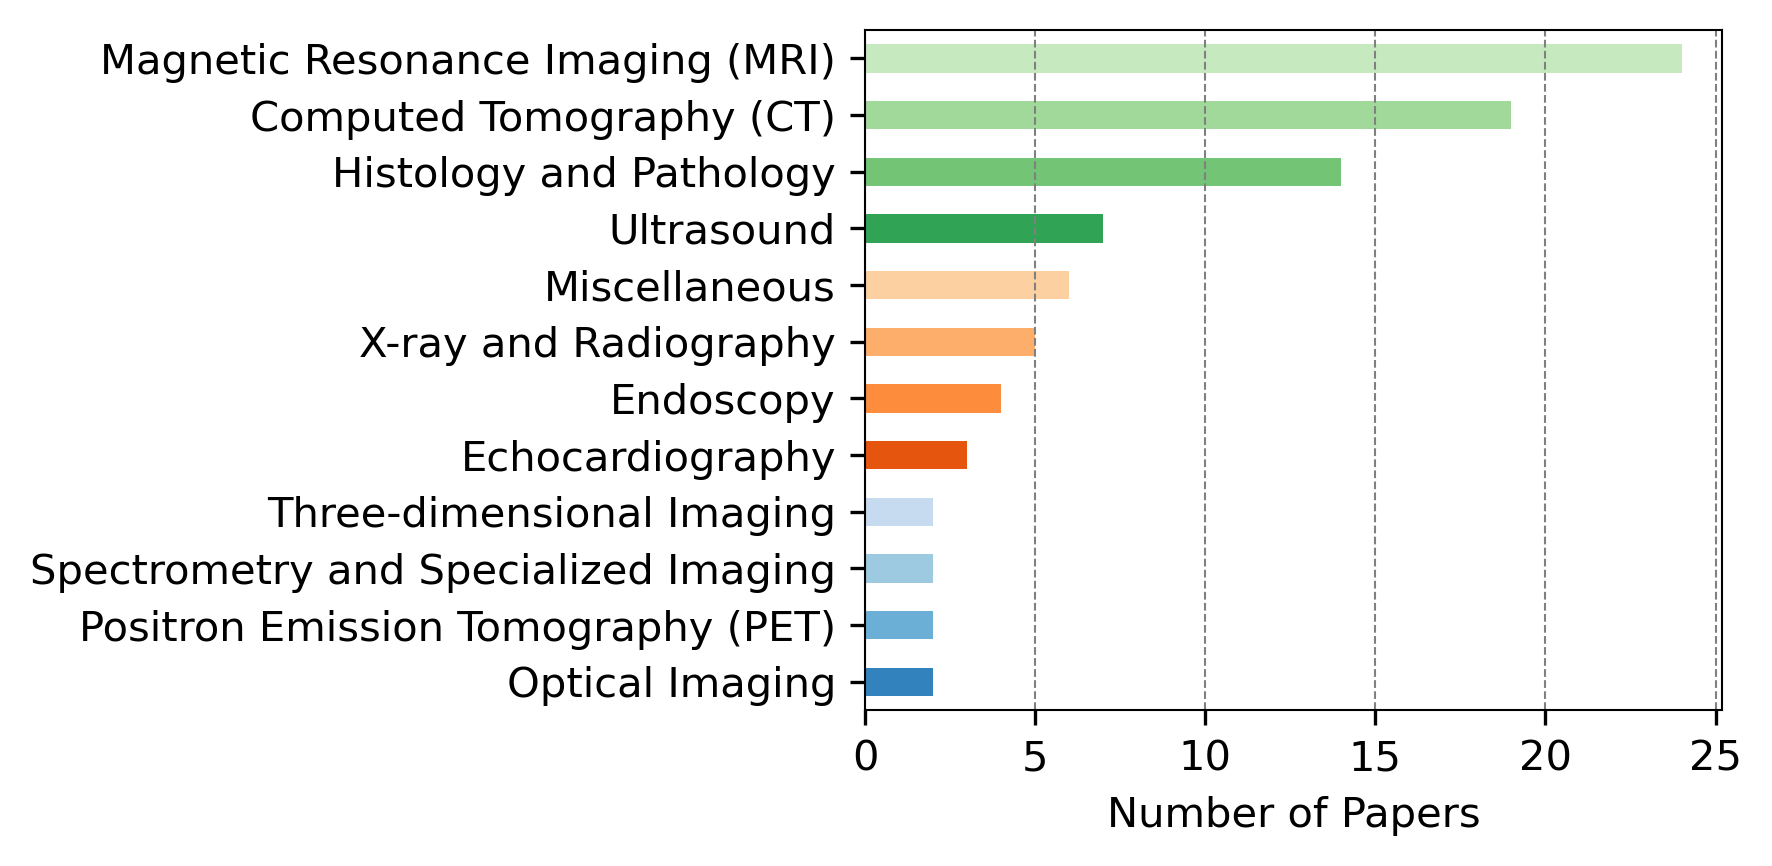 Magnetic Resonance Imaging (MRI)
Computed Tomography (CT)
Histology and Pathology
Ultrasound
Miscellaneous
X-ray and Radiography
Endoscopy
Echocardiography
Three-dimensional Imaging
Spectrometry and Specialized Imaging
Positron Emission Tomography (PET)
Optical Imaging
0 5 10 15 20 25
Number of Papers